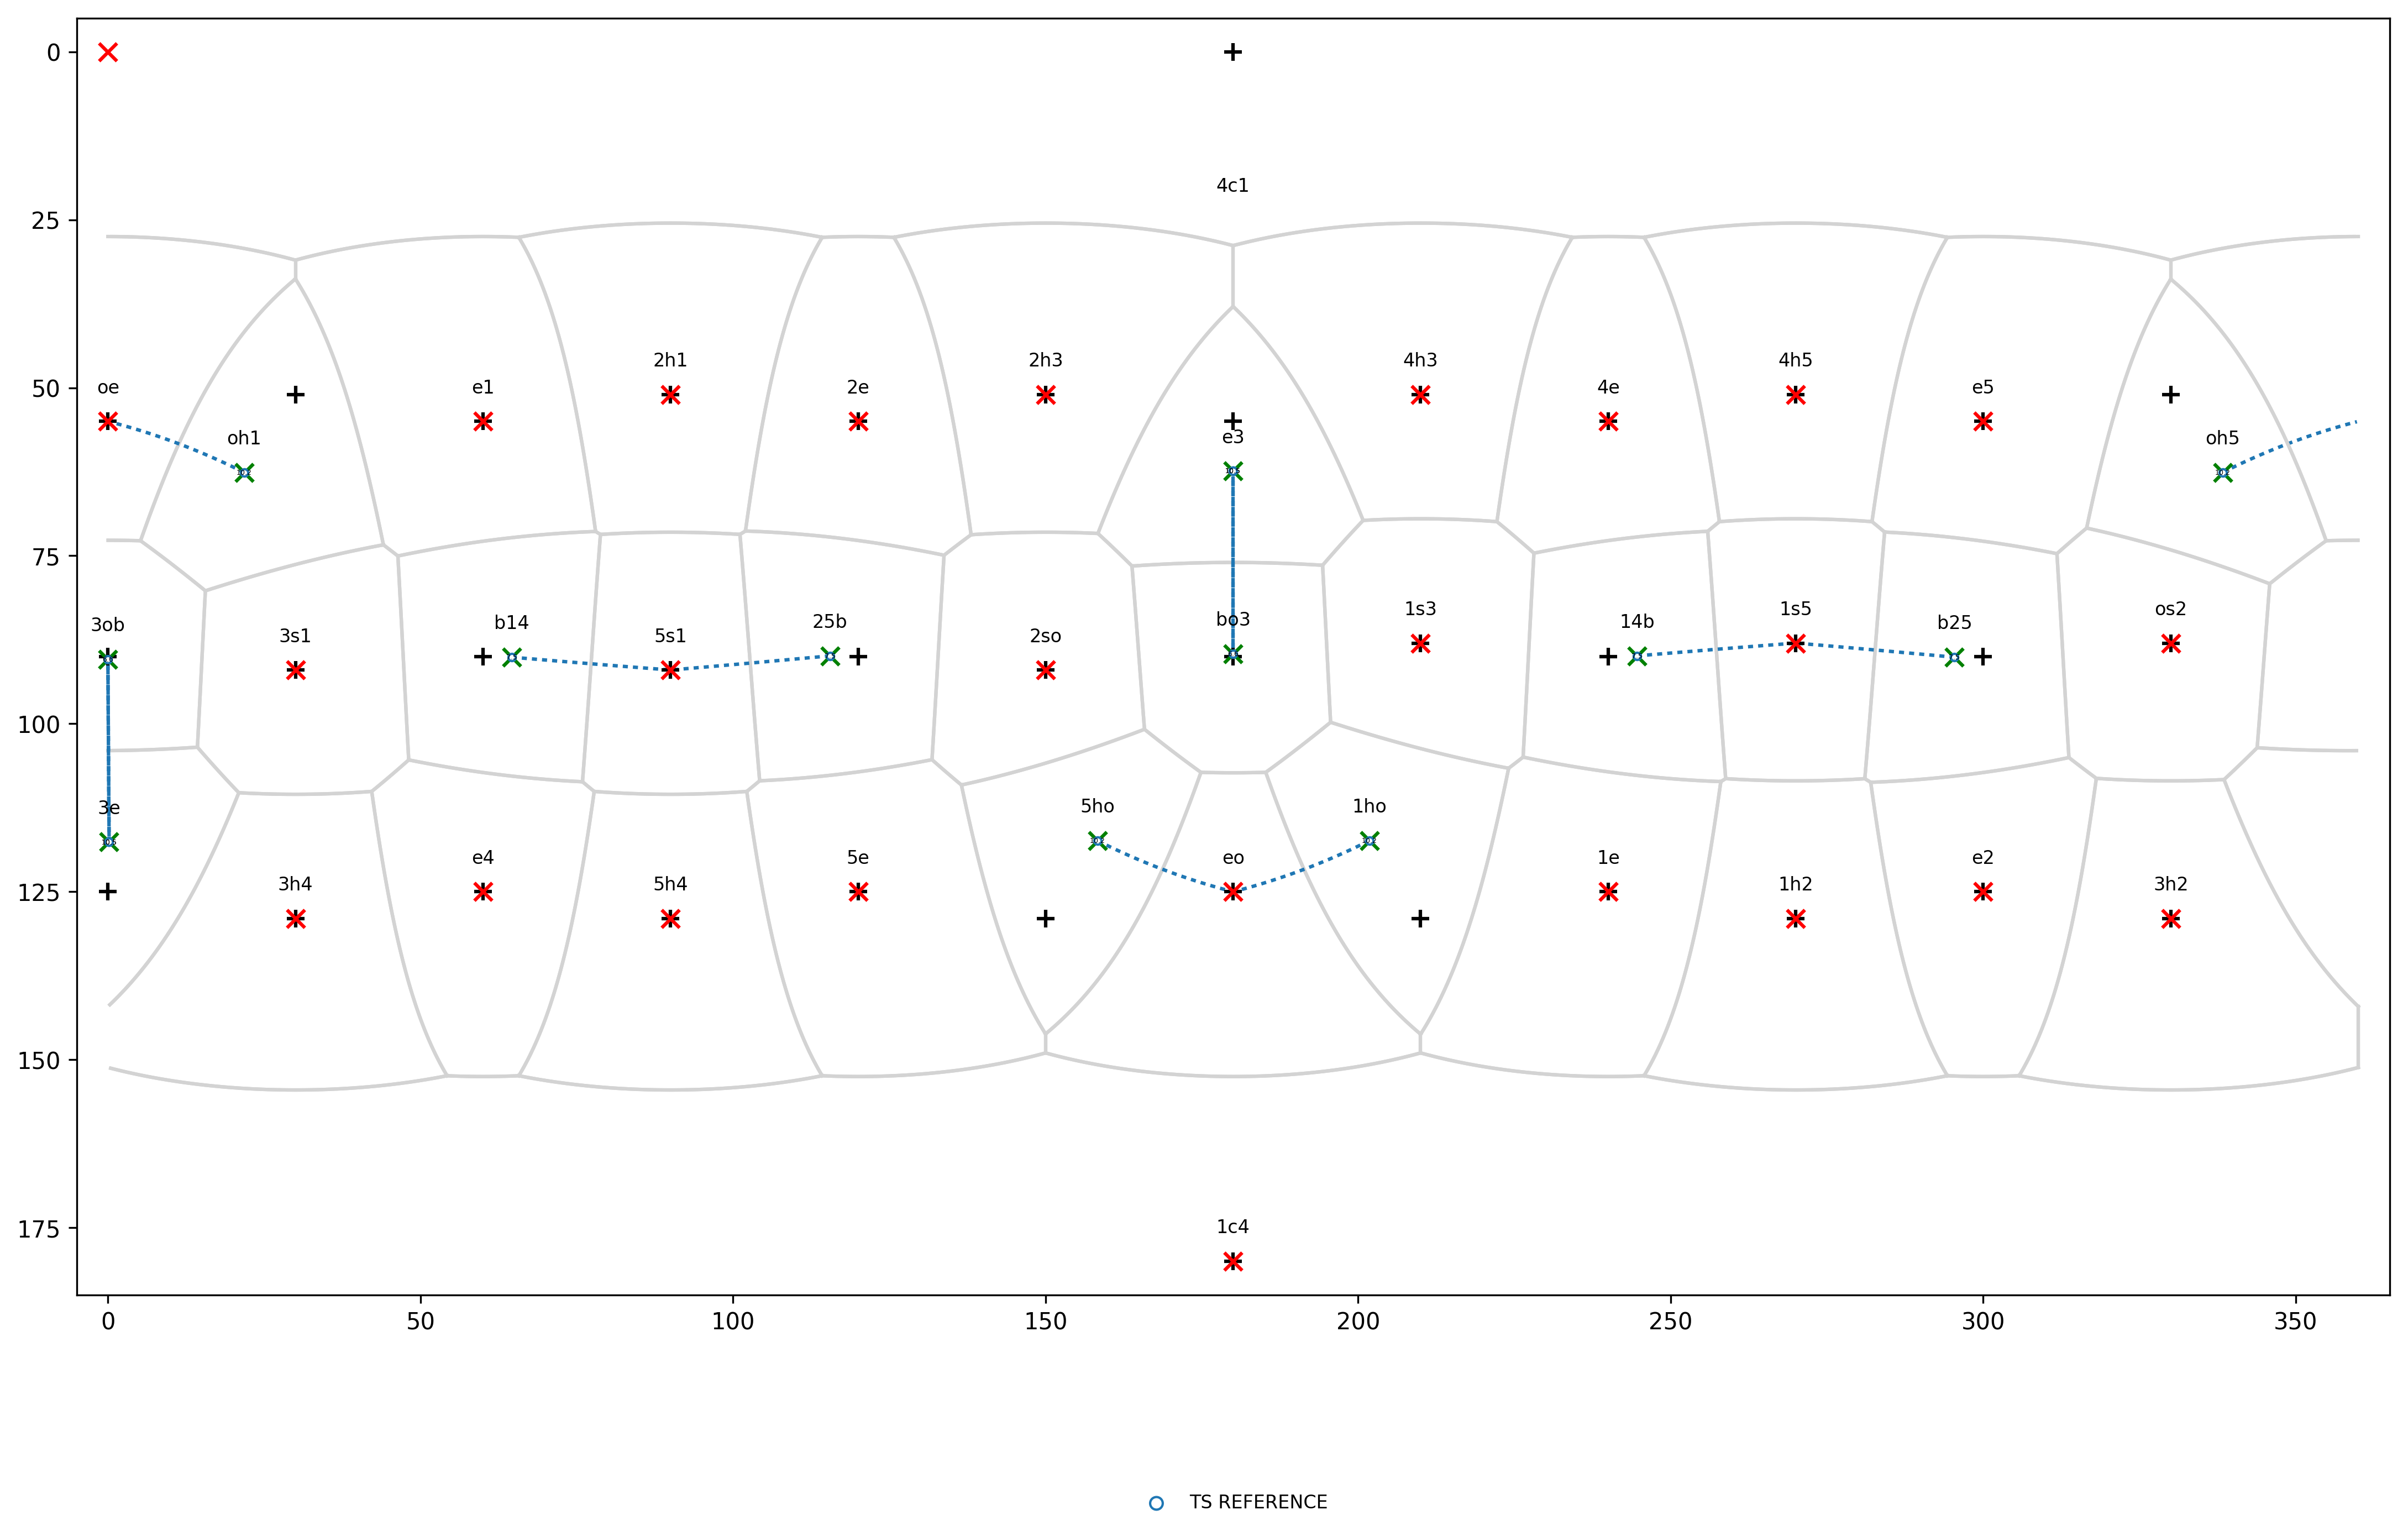 0
4c1
25
2h1 2h3 4h3 4h5
50 oe e1 2e 4e e5
oh1 e3 oh5
75
3ob b14 25b bo3 1s3 14b 1s5 b25 os2
3s1 5s1 2so
100
3e 5ho 1ho
e4 5e eo 1e e2
125 3h4 5h4 1h2 3h2
150
175 1c4
0 50 100 150 200 250 300 350
TS REFERENCE